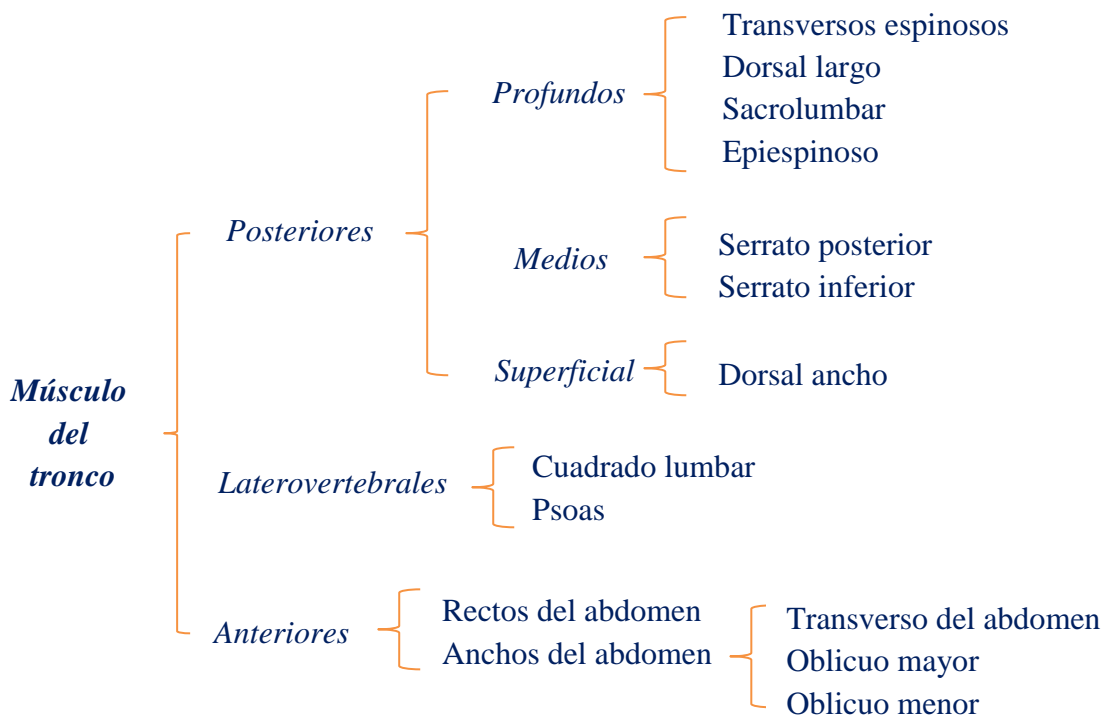 Músculo
del
tronco
Posteriores
Profundos
Transversos espinosos
Dorsal largo
Sacrolumbar
Epiespinoso
Medios
Serrato posterior
Serrato inferior
Superficial
Dorsal ancho
Laterovertebrales
Cuadrado lumbar
Psoas
Anteriores
Rectos del abdomen
Anchos del abdomen
Transverso del abdomen
Oblicuo mayor
Oblicuo menor